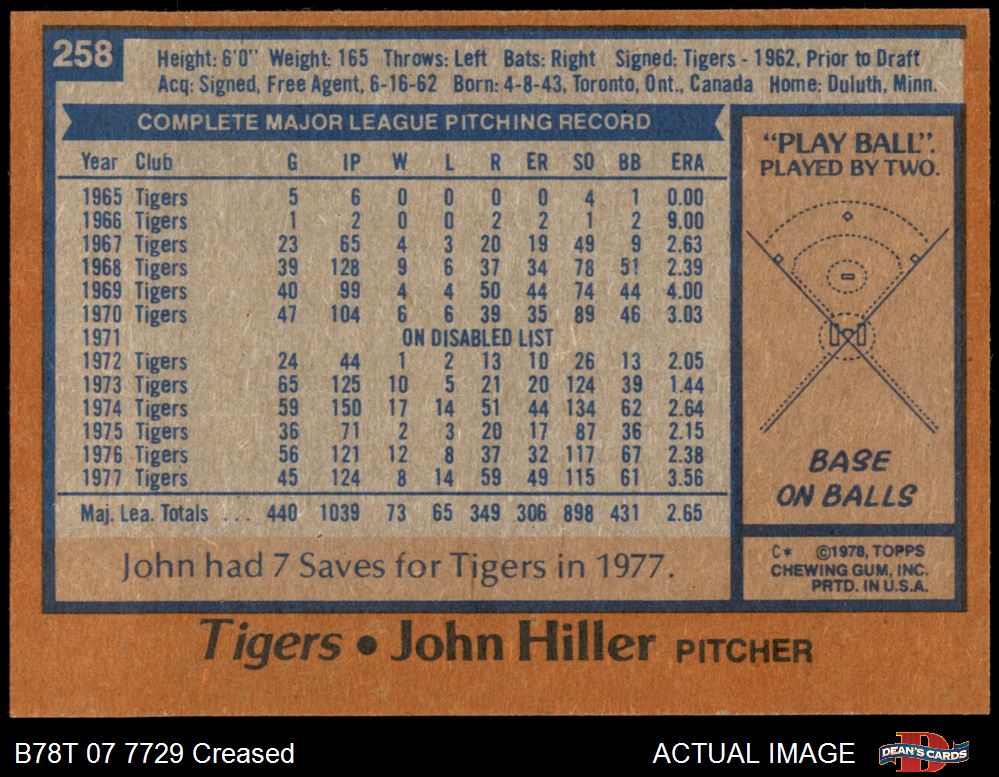 258
Height: 6'0" Weight: 165 Throws: Left Bats: Right Signed: Tigers - 1962, Prior to Draft
Acq: Signed, Free Agent, 6-16-62 Born: 4-8-43, Toronto, Ont., Canada Home: Duluth, Minn.
COMPLETE MAJOR LEAGUE PITCHING RECORD
Year Club G IP W L R ER SO BB ERA
1965 Tigers 5 6 0 0 0 0 4 1 0.00
1966 Tigers 1 2 0 0 2 2 1 2 9.00
1967 Tigers 23 65 4 3 20 19 49 9 2.63
1968 Tigers 39 128 9 6 37 34 78 51 2.39
1969 Tigers 40 99 4 4 50 44 74 44 4.00
1970 Tigers 47 104 6 6 39 35 89 46 3.03
1971 ON DISABLED LIST
1972 Tigers 24 44 1 2 13 10 26 13 2.05
1973 Tigers 65 125 10 5 21 20 124 39 1.44
1974 Tigers 59 150 17 14 51 44 134 62 2.64
1975 Tigers 36 71 2 3 20 17 87 36 2.15
1976 Tigers 56 121 12 8 37 32 117 67 2.38
1977 Tigers 45 124 8 14 59 49 115 61 3.56
Maj. Lea. Totals ... 440 1039 73 65 349 306 898 431 2.65
John had 7 Saves for Tigers in 1977.
"PLAY BALL".
PLAYED BY TWO.
BASE
ON BALLS
C* ©1978, TOPPS
CHEWING GUM, INC.
PRTD. IN U.S.A.
Tigers • John Hiller PITCHER
B78T 07 7729 Creased
ACTUAL IMAGE
DEAN'S CARDS